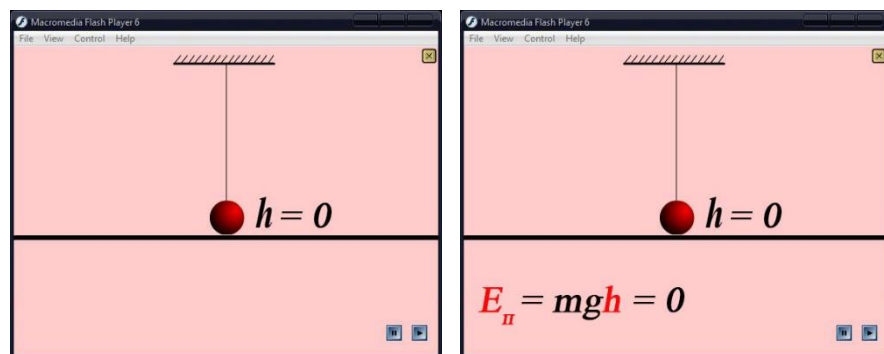 Macromedia Flash Player 6
File View Control Help
h = 0
Macromedia Flash Player 6
File View Control Help
h = 0
Eп = mgh = 0